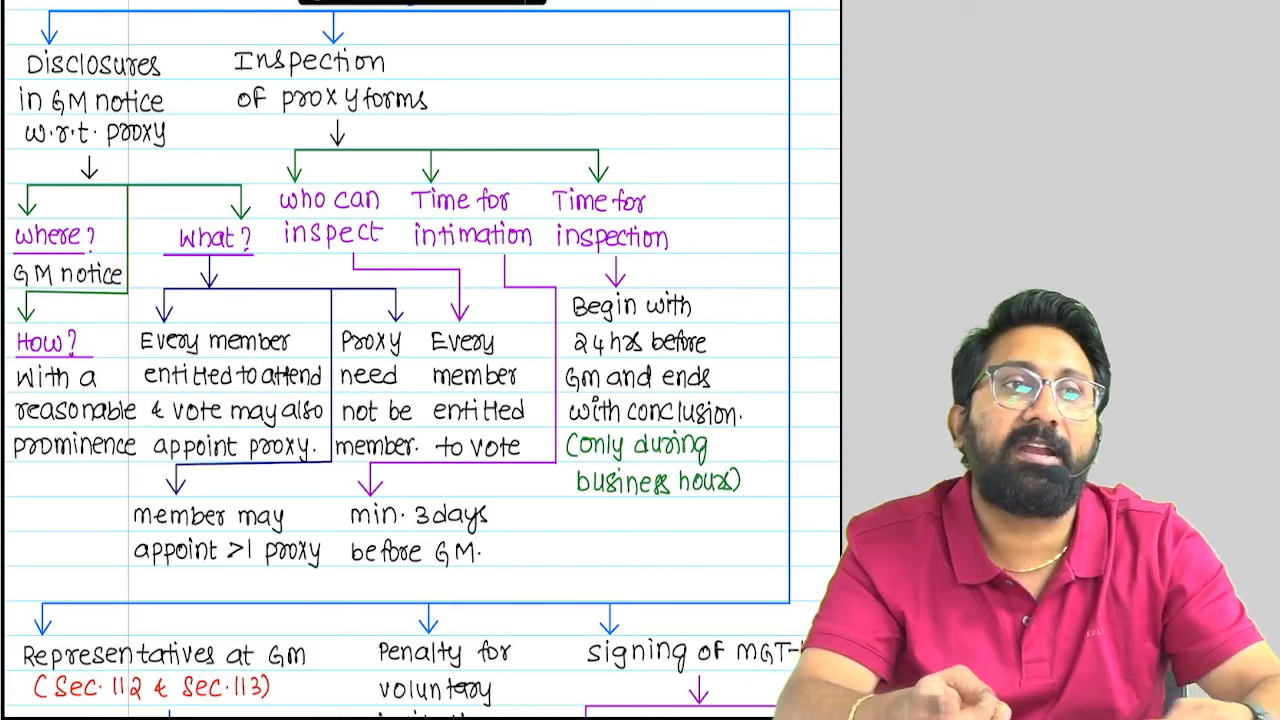 Disclosures
in GM notice
w.r.t. proxy
Inspection
of proxy forms
where?
GM notice
What?
who can
inspect
Time for
intimation
Time for
inspection
How?
With a
reasonable
prominence
Every member
entitled to attend
& vote may also
appoint proxy.
Proxy
need
not be
member.
Every
member
entitled
to vote
Begin with
24 hrs before
Gm and ends
with conclusion.
(only during
business hours)
member may
appoint >1 proxy
min. 3 days
before GM.
Representatives at Gm
(Sec. 112 & Sec. 113)
Penalty for
voluntery
signing of MGT-